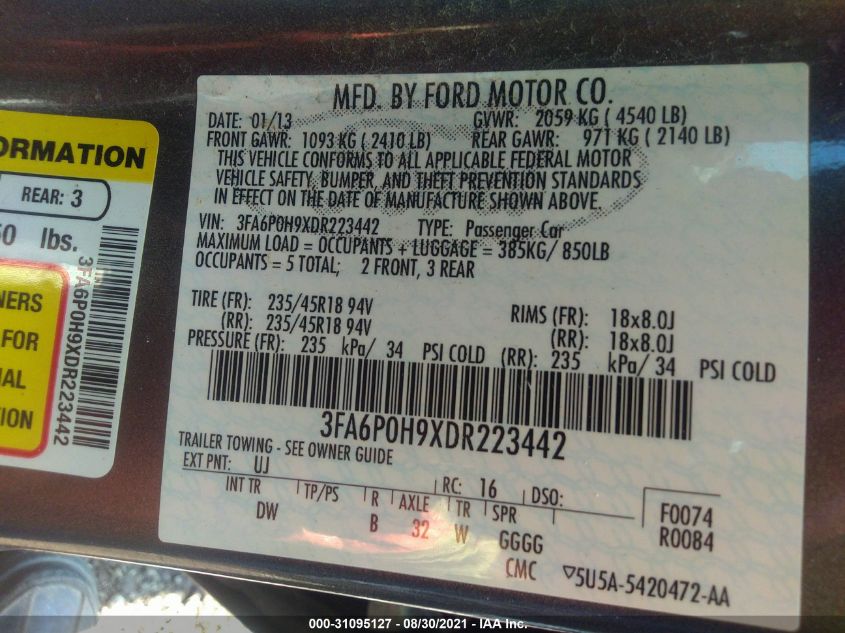 MFD. BY FORD MOTOR CO.
DATE: 01/13 GVWR: 2059 KG ( 4540 LB)
FRONT GAWR: 1093 KG ( 2410 LB) REAR GAWR: 971 KG ( 2140 LB)
THIS VEHICLE CONFORMS TO ALL APPLICABLE FEDERAL MOTOR
VEHICLE SAFETY, BUMPER, AND THEFT PREVENTION STANDARDS
IN EFFECT ON THE DATE OF MANUFACTURE SHOWN ABOVE.
VIN: 3FA6P0H9XDR223442 TYPE: Passenger Car
MAXIMUM LOAD = OCCUPANTS + LUGGAGE = 385KG/ 850LB
OCCUPANTS = 5 TOTAL; 2 FRONT, 3 REAR
TIRE (FR): 235/45R18 94V RIMS (FR): 18x8.0J
(RR): 235/45R18 94V (RR): 18x8.0J
PRESSURE (FR): 235 kPa/ 34 PSI COLD (RR): 235 kPa/ 34 PSI COLD
3FA6P0H9XDR223442
TRAILER TOWING - SEE OWNER GUIDE
EXT PNT: UJ RC: 16 DSO:
INT TR TP/PS R AXLE TR SPR F0074
DW B 32 W GGGG R0084
CMC 5U5A-5420472-AA
ORMATION
REAR: 3
50 lbs.
3FA6P0H9XDR223442
NERS
FOR
AL
TION
000-31095127 - 08/30/2021 - IAA Inc.